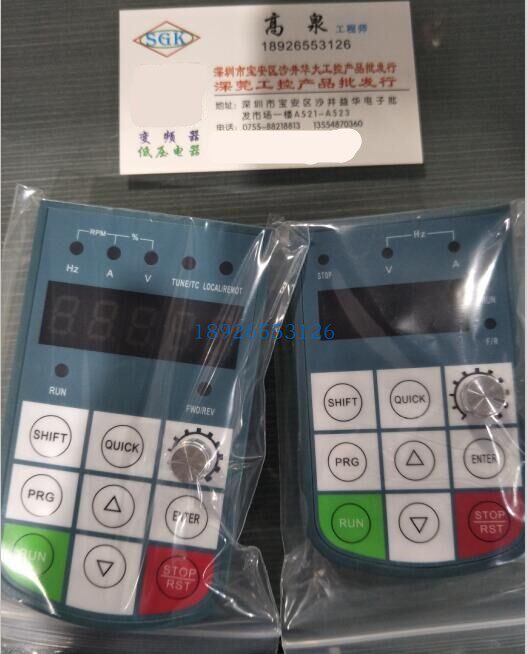 SGK
高泉 工程师
18926553126
深圳市宝安区沙井华大工控产品批发行
深莞工控产品批发行
地址：深圳市宝安区沙井益华电子批
发市场一楼A521-A523
电话：0755-88218813 13554870360
变频器
低压电器
RPM %
Hz A V TUNE/TC LOCAL/REMOT
RUN FWD/REV
SHIFT QUICK
PRG ENTER
RUN STOP/RST
Hz
STOP V A
RUN
F/R
SHIFT QUICK
PRG ENTER
RUN STOP/RST
18926553126